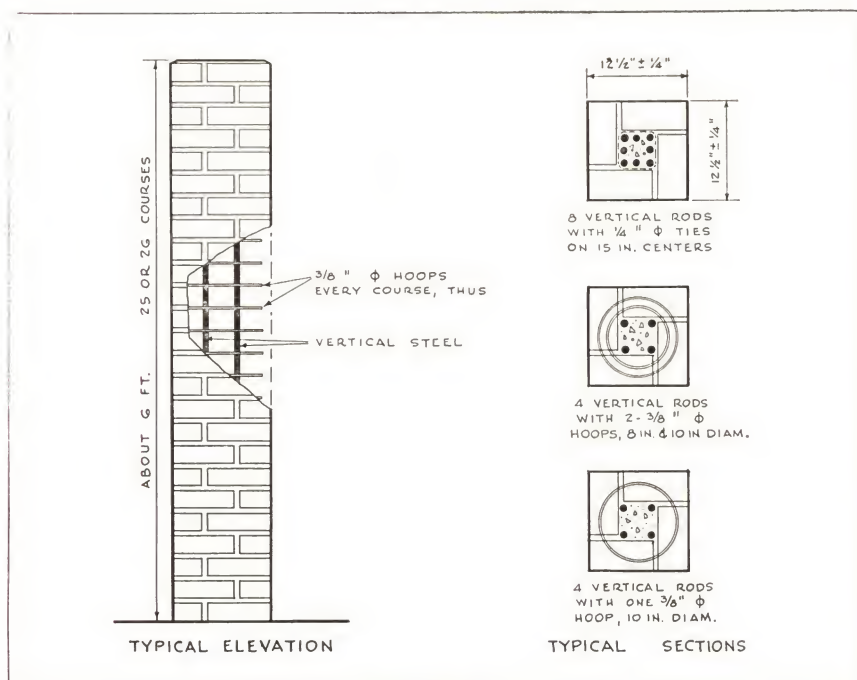 25 OR 26 COURSES
ABOUT 6 FT.
3/8 " ϕ HOOPS
EVERY COURSE, THUS
VERTICAL STEEL
TYPICAL ELEVATION
12 ½" ± ¼"
12 ½" ± ¼"
8 VERTICAL RODS
WITH ¼ " ϕ TIES
ON 15 IN. CENTERS
4 VERTICAL RODS
WITH 2 - 3/8 " ϕ
HOOPS, 8 IN. & 10 IN DIAM.
4 VERTICAL RODS
WITH ONE 3/8" ϕ
HOOP, 10 IN. DIAM.
TYPICAL SECTIONS